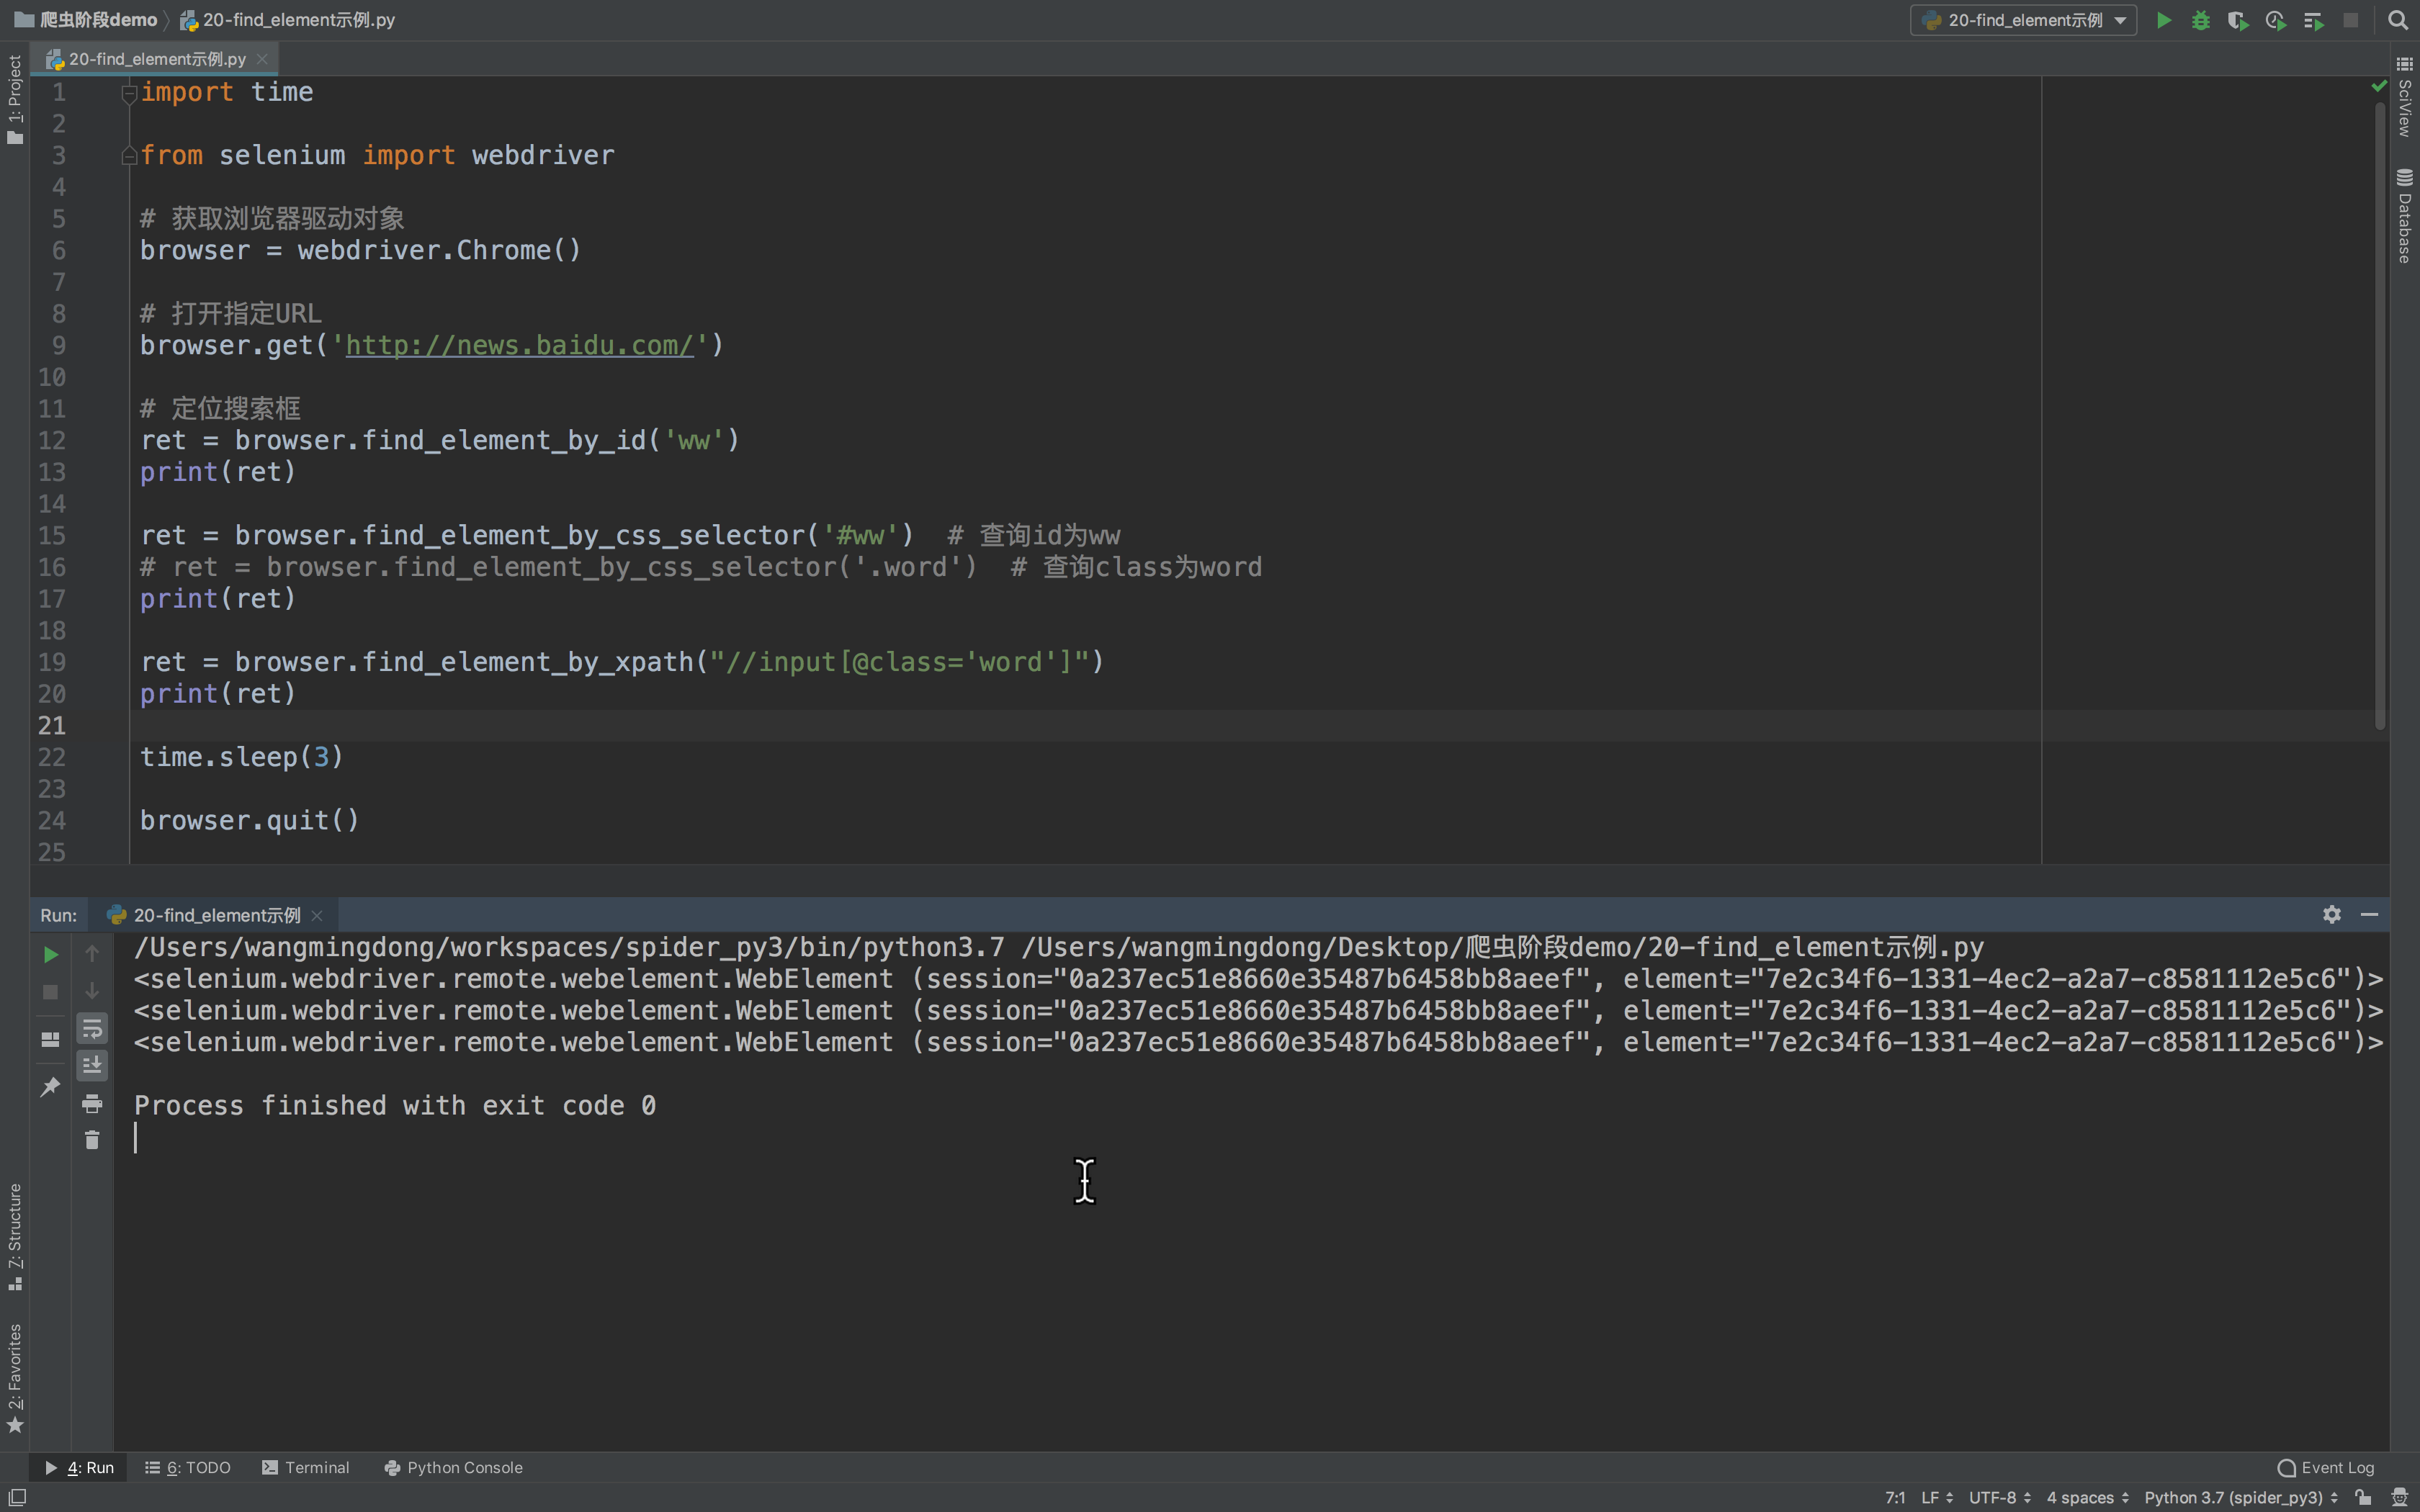 爬虫阶段demo 20-find_element示例.py 20-find_element示例
20-find_element示例.py
1: Project
SciView
Database
1 import time
2
3 from selenium import webdriver
4
5 # 获取浏览器驱动对象
6 browser = webdriver.Chrome()
7
8 # 打开指定URL
9 browser.get('http://news.baidu.com/')
10
11 # 定位搜索框
12 ret = browser.find_element_by_id('ww')
13 print(ret)
14
15 ret = browser.find_element_by_css_selector('#ww')  # 查询id为ww
16 # ret = browser.find_element_by_css_selector('.word')  # 查询class为word
17 print(ret)
18
19 ret = browser.find_element_by_xpath("//input[@class='word']")
20 print(ret)
21
22 time.sleep(3)
23
24 browser.quit()
25
Run: 20-find_element示例
/Users/wangmingdong/workspaces/spider_py3/bin/python3.7 /Users/wangmingdong/Desktop/爬虫阶段demo/20-find_element示例.py
<selenium.webdriver.remote.webelement.WebElement (session="0a237ec51e8660e35487b6458bb8aeef", element="7e2c34f6-1331-4ec2-a2a7-c8581112e5c6")>
<selenium.webdriver.remote.webelement.WebElement (session="0a237ec51e8660e35487b6458bb8aeef", element="7e2c34f6-1331-4ec2-a2a7-c8581112e5c6")>
<selenium.webdriver.remote.webelement.WebElement (session="0a237ec51e8660e35487b6458bb8aeef", element="7e2c34f6-1331-4ec2-a2a7-c8581112e5c6")>
Process finished with exit code 0
7: Structure
2: Favorites
4: Run 6: TODO Terminal Python Console Event Log
7:1 LF UTF-8 4 spaces Python 3.7 (spider_py3)